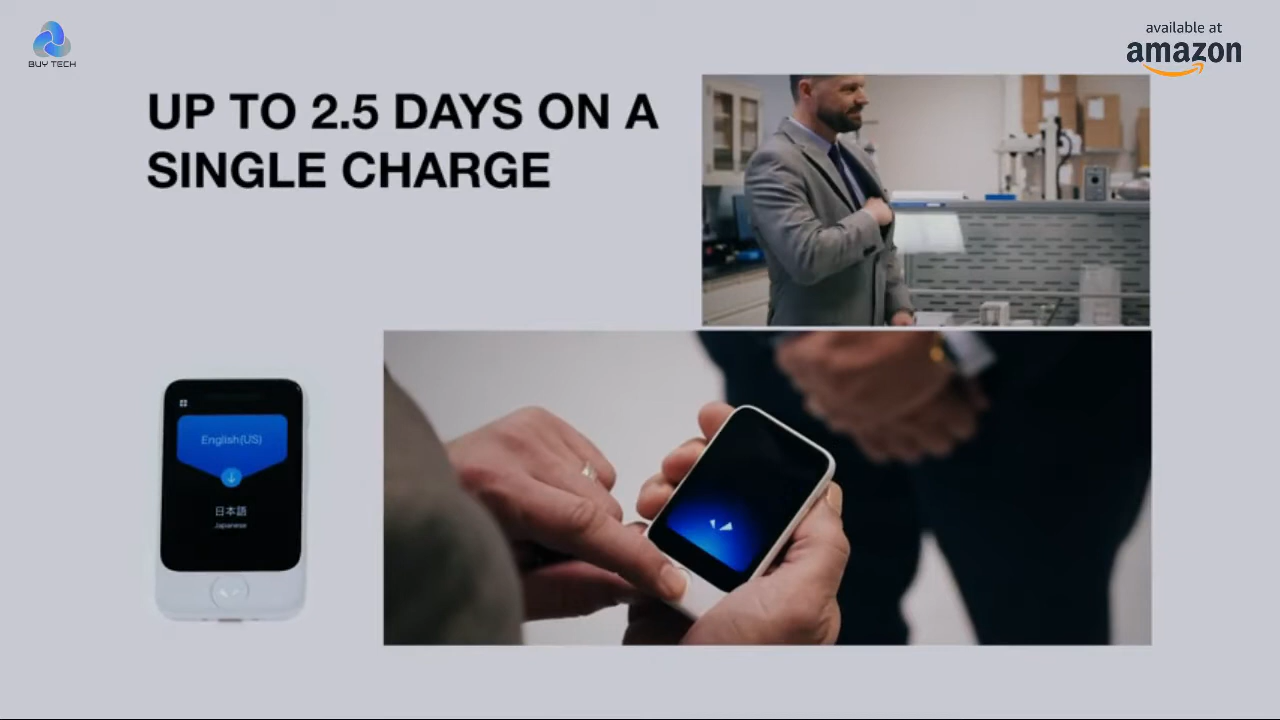 BUY TECH
available at
amazon
UP TO 2.5 DAYS ON A
SINGLE CHARGE
English(US)
日本語
Japanese